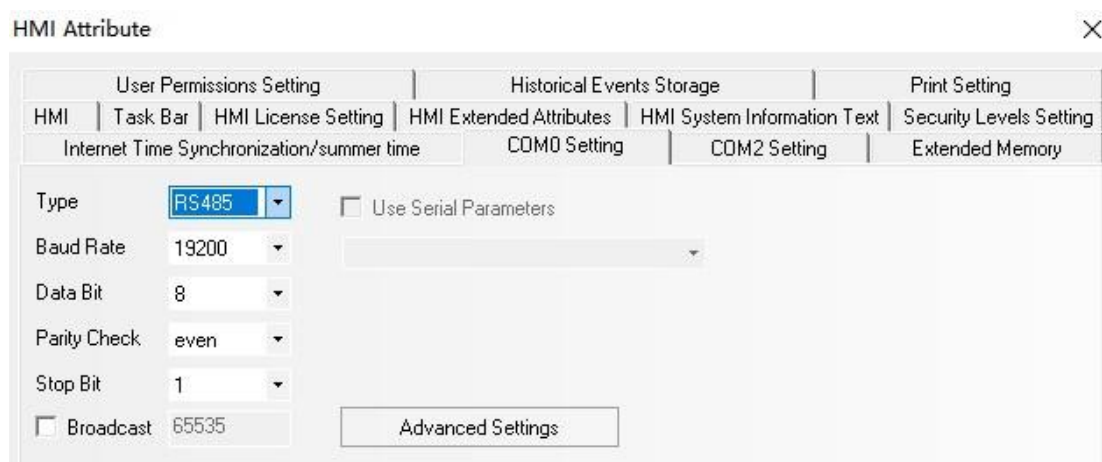 HMI Attribute
User Permissions Setting Historical Events Storage Print Setting
HMI Task Bar HMI License Setting HMI Extended Attributes HMI System Information Text Security Levels Setting
Internet Time Synchronization/summer time COM0 Setting COM2 Setting Extended Memory
Type RS485 Use Serial Parameters
Baud Rate 19200
Data Bit 8
Parity Check even
Stop Bit 1
Broadcast 65535 Advanced Settings